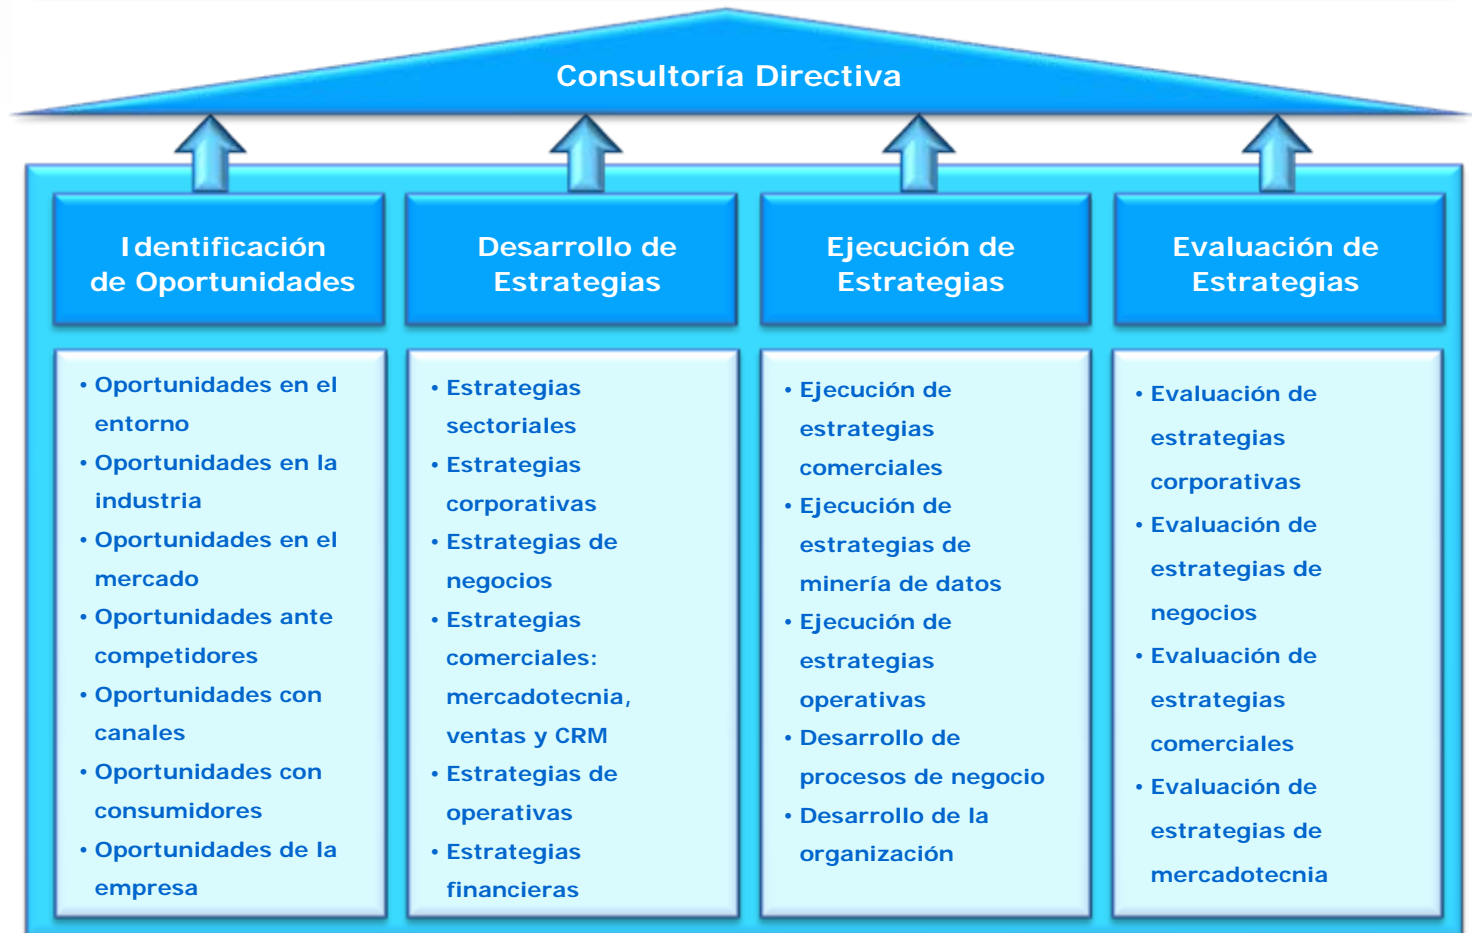 Consultoría Directiva
Identificación
de Oportunidades
• Oportunidades en el
entorno
• Oportunidades en la
industria
• Oportunidades en el
mercado
• Oportunidades ante
competidores
• Oportunidades con
canales
• Oportunidades con
consumidores
• Oportunidades de la
empresa
Desarrollo de
Estrategias
• Estrategias
sectoriales
• Estrategias
corporativas
• Estrategias de
negocios
• Estrategias
comerciales:
mercadotecnia,
ventas y CRM
• Estrategias de
operativas
• Estrategias
financieras
Ejecución de
Estrategias
• Ejecución de
estrategias
comerciales
• Ejecución de
estrategias de
minería de datos
• Ejecución de
estrategias
operativas
• Desarrollo de
procesos de negocio
• Desarrollo de la
organización
Evaluación de
Estrategias
• Evaluación de
estrategias
corporativas
• Evaluación de
estrategias de
negocios
• Evaluación de
estrategias
comerciales
• Evaluación de
estrategias de
mercadotecnia